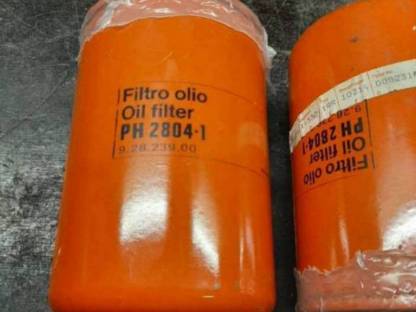 Filtro olio
Oil filter
PH 2804-1
9.28.239.00
Filtro olio
Oil filter
PH 2804-1